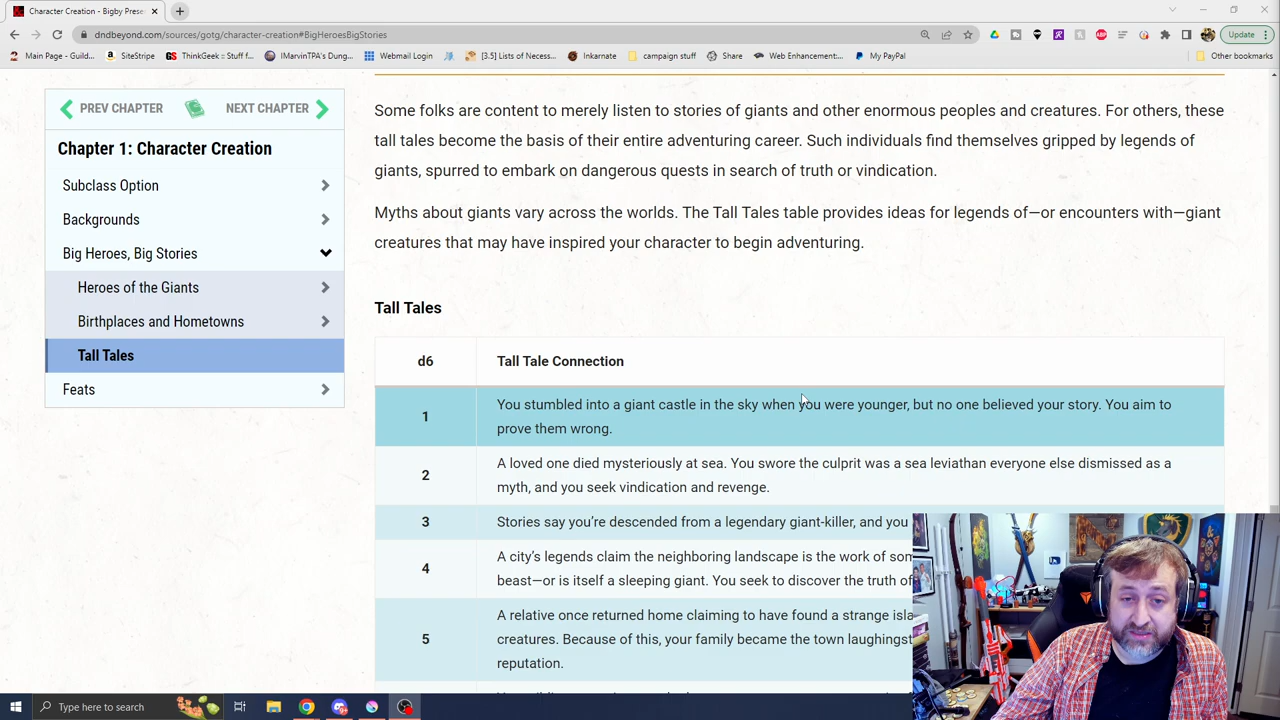 Character Creation - Bigby Prese
dndbeyond.com/sources/gotg/character-creation#BigHeroesBigStories
Update
Main Page - Guild...
SiteStripe
ThinkGeek :: Stuff f...
IMarvinTPA's Dung...
Webmail Login
[3.5] Lists of Necess...
Inkarnate
campaign stuff
Share
Web Enhancement:...
My PayPal
Other bookmarks
PREV CHAPTER
NEXT CHAPTER
Chapter 1: Character Creation
Subclass Option
Backgrounds
Big Heroes, Big Stories
Heroes of the Giants
Birthplaces and Hometowns
Tall Tales
Feats
Some folks are content to merely listen to stories of giants and other enormous peoples and creatures. For others, these
tall tales become the basis of their entire adventuring career. Such individuals find themselves gripped by legends of
giants, spurred to embark on dangerous quests in search of truth or vindication.
Myths about giants vary across the worlds. The Tall Tales table provides ideas for legends of—or encounters with—giant
creatures that may have inspired your character to begin adventuring.
Tall Tales
d6
Tall Tale Connection
1
You stumbled into a giant castle in the sky when you were younger, but no one believed your story. You aim to
prove them wrong.
2
A loved one died mysteriously at sea. You swore the culprit was a sea leviathan everyone else dismissed as a
myth, and you seek vindication and revenge.
3
Stories say you're descended from a legendary giant-killer, and you
4
A city's legends claim the neighboring landscape is the work of som
beast—or is itself a sleeping giant. You seek to discover the truth of
5
A relative once returned home claiming to have found a strange isla
creatures. Because of this, your family became the town laughingst
reputation.
Type here to search